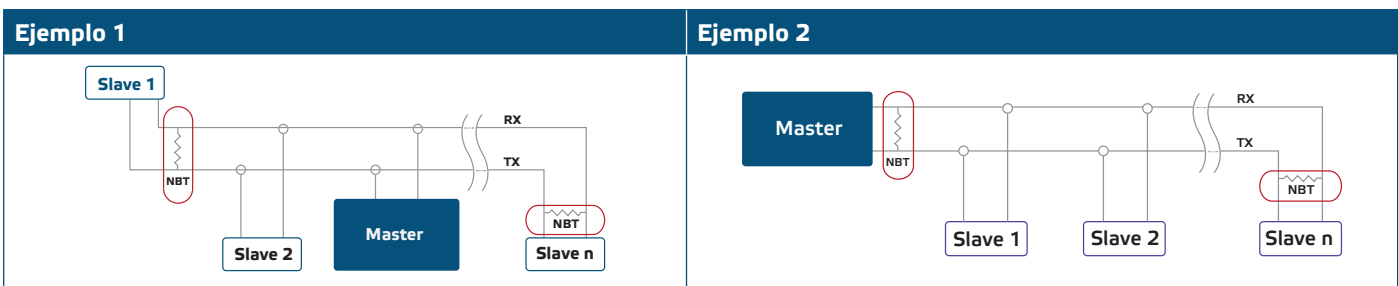 Ejemplo 1
Slave 1
RX
TX
NBT
NBT
Slave 2
Master
Slave n
Ejemplo 2
Master
RX
TX
NBT
NBT
Slave 1
Slave 2
Slave n